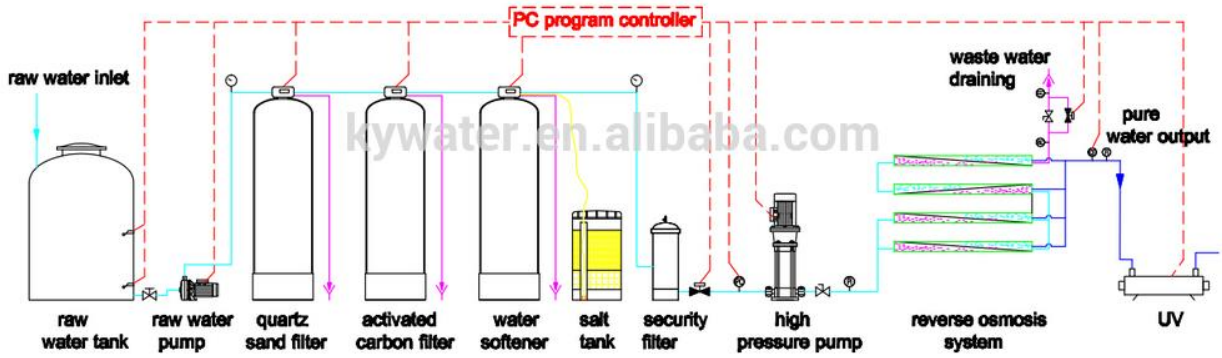 PC program controller
raw water inlet
waste water
draining
pure
water output
kywater.en.alibaba.com
raw
water tank
raw water
pump
quartz
sand filter
activated
carbon filter
water
softener
salt
tank
security
filter
high
pressure pump
reverse osmosis
system
UV